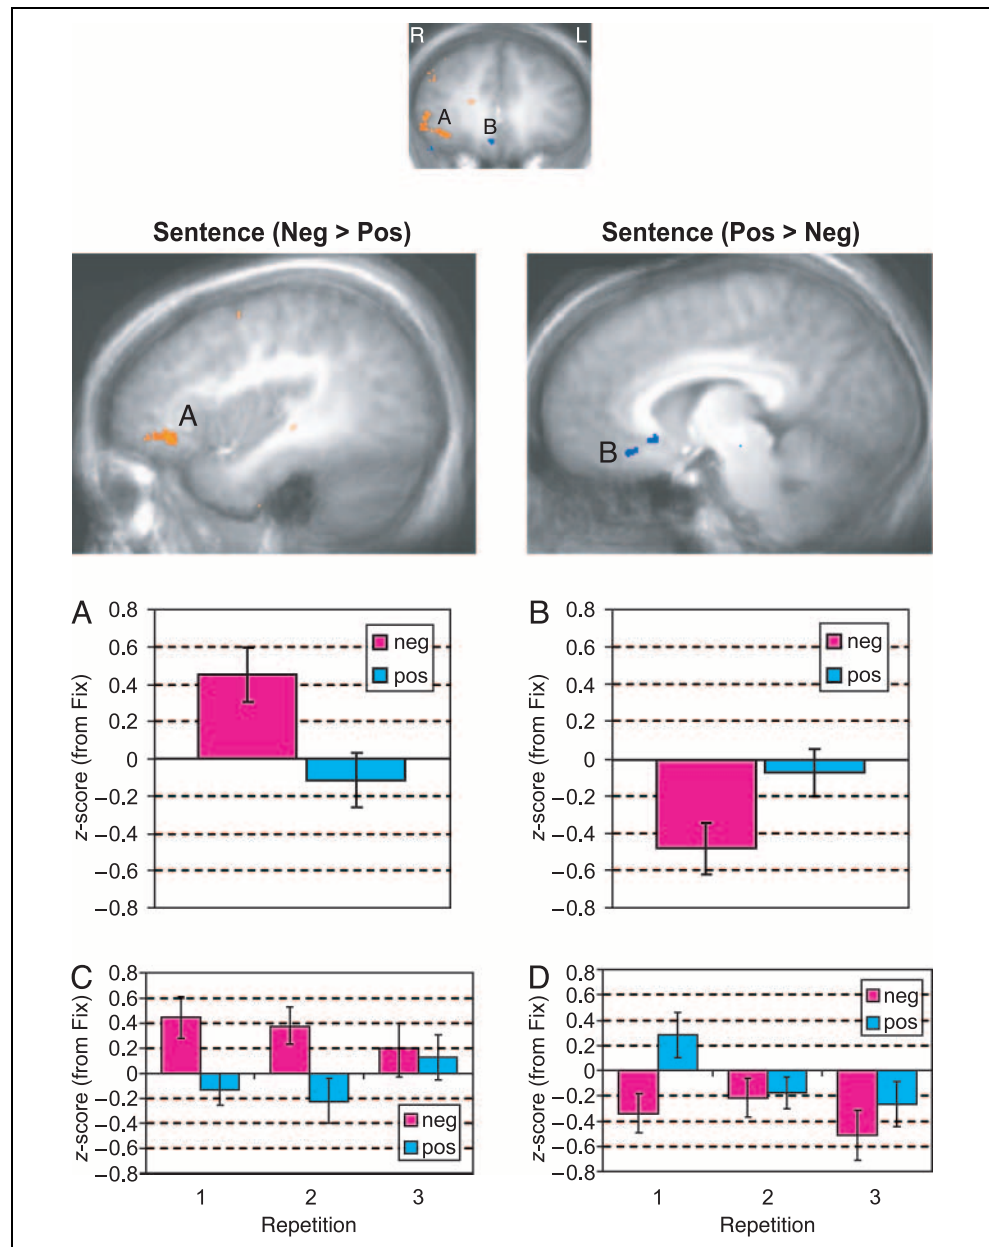 R L
A B
Sentence (Neg > Pos) Sentence (Pos > Neg)
A
B
A
z-score (from Fix)
0.8
0.6
0.4
0.2
0
−0.2
−0.4
−0.6
−0.8
neg
pos
B
z-score (from Fix)
0.8
0.6
0.4
0.2
0
−0.2
−0.4
−0.6
−0.8
neg
pos
C
z-score (from Fix)
0.8
0.6
0.4
0.2
0
−0.2
−0.4
−0.6
−0.8
neg
pos
1 2 3
Repetition
D
z-score (from Fix)
0.8
0.6
0.4
0.2
0
−0.2
−0.4
−0.6
−0.8
neg
pos
1 2 3
Repetition